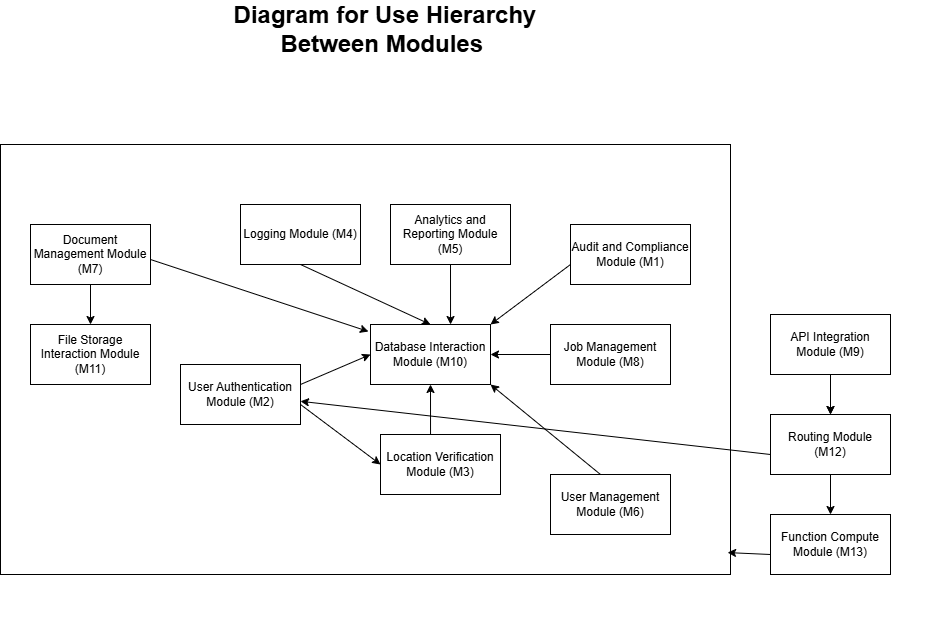 Diagram for Use Hierarchy
Between Modules
Document
Management Module
(M7)
Logging Module (M4)
Analytics and
Reporting Module
(M5)
Audit and Compliance
Module (M1)
File Storage
Interaction Module
(M11)
Database Interaction
Module (M10)
Job Management
Module (M8)
API Integration
Module (M9)
User Authentication
Module (M2)
Routing Module
(M12)
Location Verification
Module (M3)
User Management
Module (M6)
Function Compute
Module (M13)